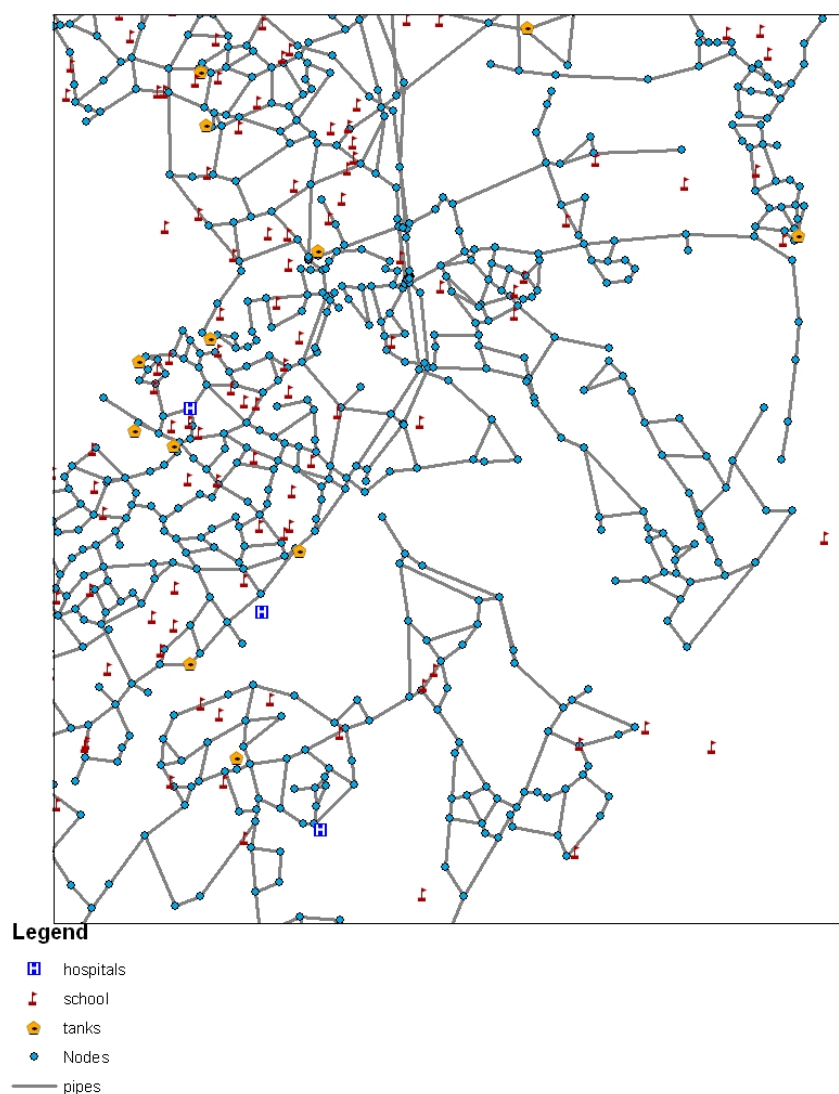 H
H
H
Legend
H hospitals
school
tanks
Nodes
pipes